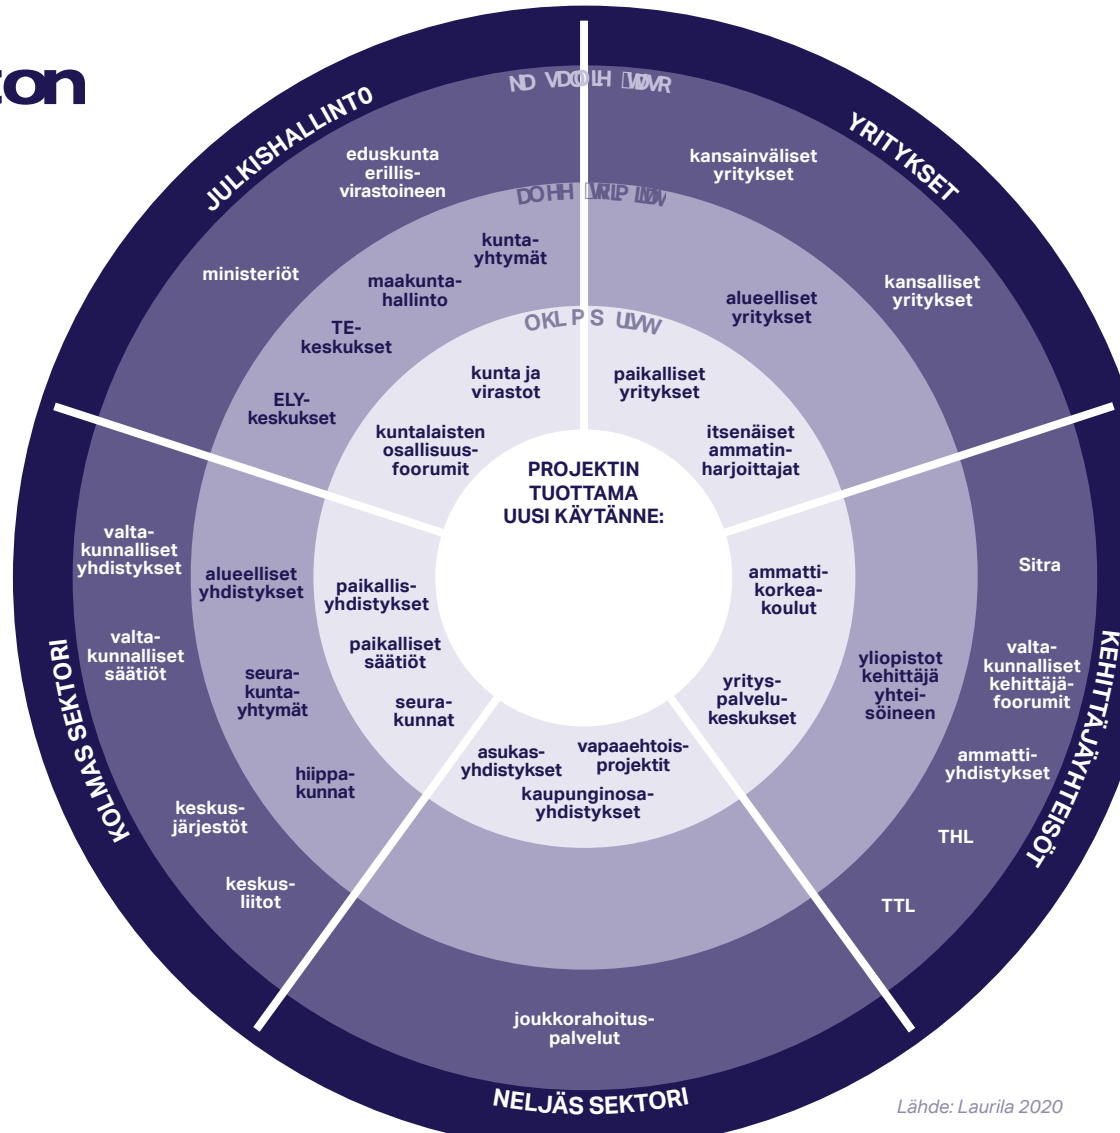 JULKISHALLINTO
eduskunta
erillis-
virastoineen
ministeriöt
kunta-
yhtymät
maakunta-
hallinto
TE-
keskukset
ELY-
keskukset
kunta ja
virastot
kuntalaisten
osallisuus-
foorumit
YRITYKSET
kansainväliset
yritykset
kansalliset
yritykset
alueelliset
yritykset
paikalliset
yritykset
itsenäiset
ammatin-
harjoittajat
PROJEKTIN
TUOTTAMA
UUSI KÄYTÄNNE:
KOLMAS SEKTORI
valta-
kunnalliset
yhdistykset
valta-
kunnalliset
säätiöt
keskus-
järjestöt
keskus-
liitot
alueelliset
yhdistykset
seura-
kunta-
yhtymät
hiippa-
kunnat
paikallis-
yhdistykset
paikalliset
säätiöt
seura-
kunnat
KEHITTÄJÄYHTEISÖT
ammatti-
korkea-
koulut
yritys-
palvelu-
keskukset
yliopistot
kehittäjä
yhtei-
söineen
Sitra
valta-
kunnalliset
kehittäjä-
foorumit
ammatti-
yhdistykset
THL
TTL
asukas-
yhdistykset
vapaaehtois-
projektit
kaupunginosa-
yhdistykset
joukkorahoitus-
palvelut
NELJÄS SEKTORI
Lähde: Laurila 2020